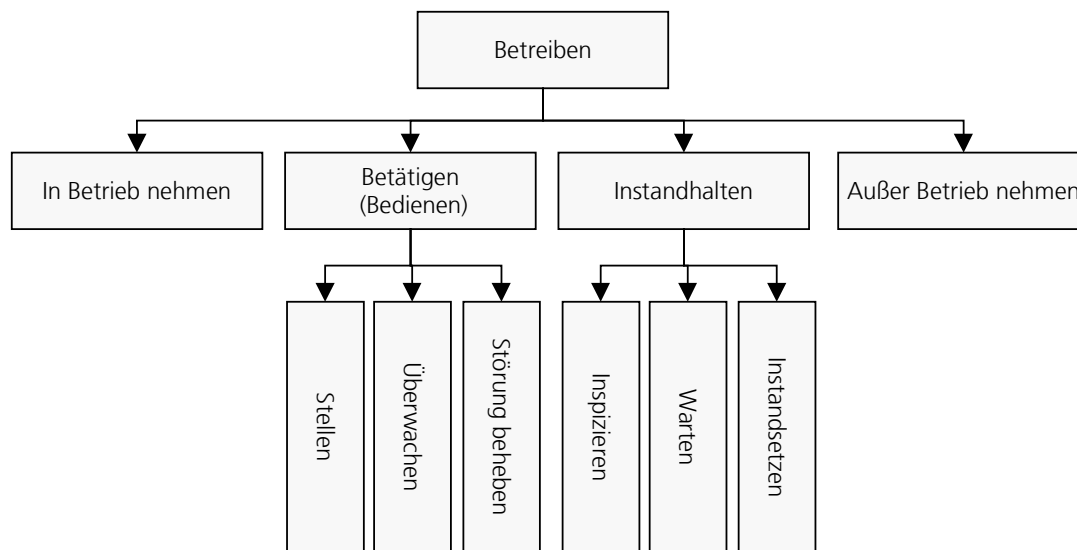 Betreiben
In Betrieb nehmen
Betätigen
(Bedienen)
Instandhalten
Außer Betrieb nehmen
Stellen
Überwachen
Störung beheben
Inspizieren
Warten
Instandsetzen